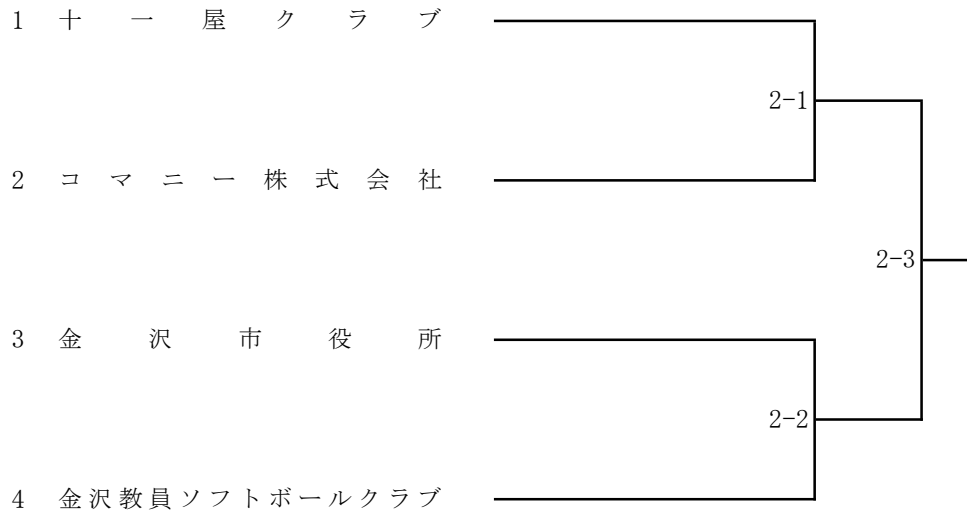 1 十一屋クラブ
2-1
2 コマニー株式会社
2-3
3 金沢市役所
2-2
4 金沢教員ソフトボールクラブ